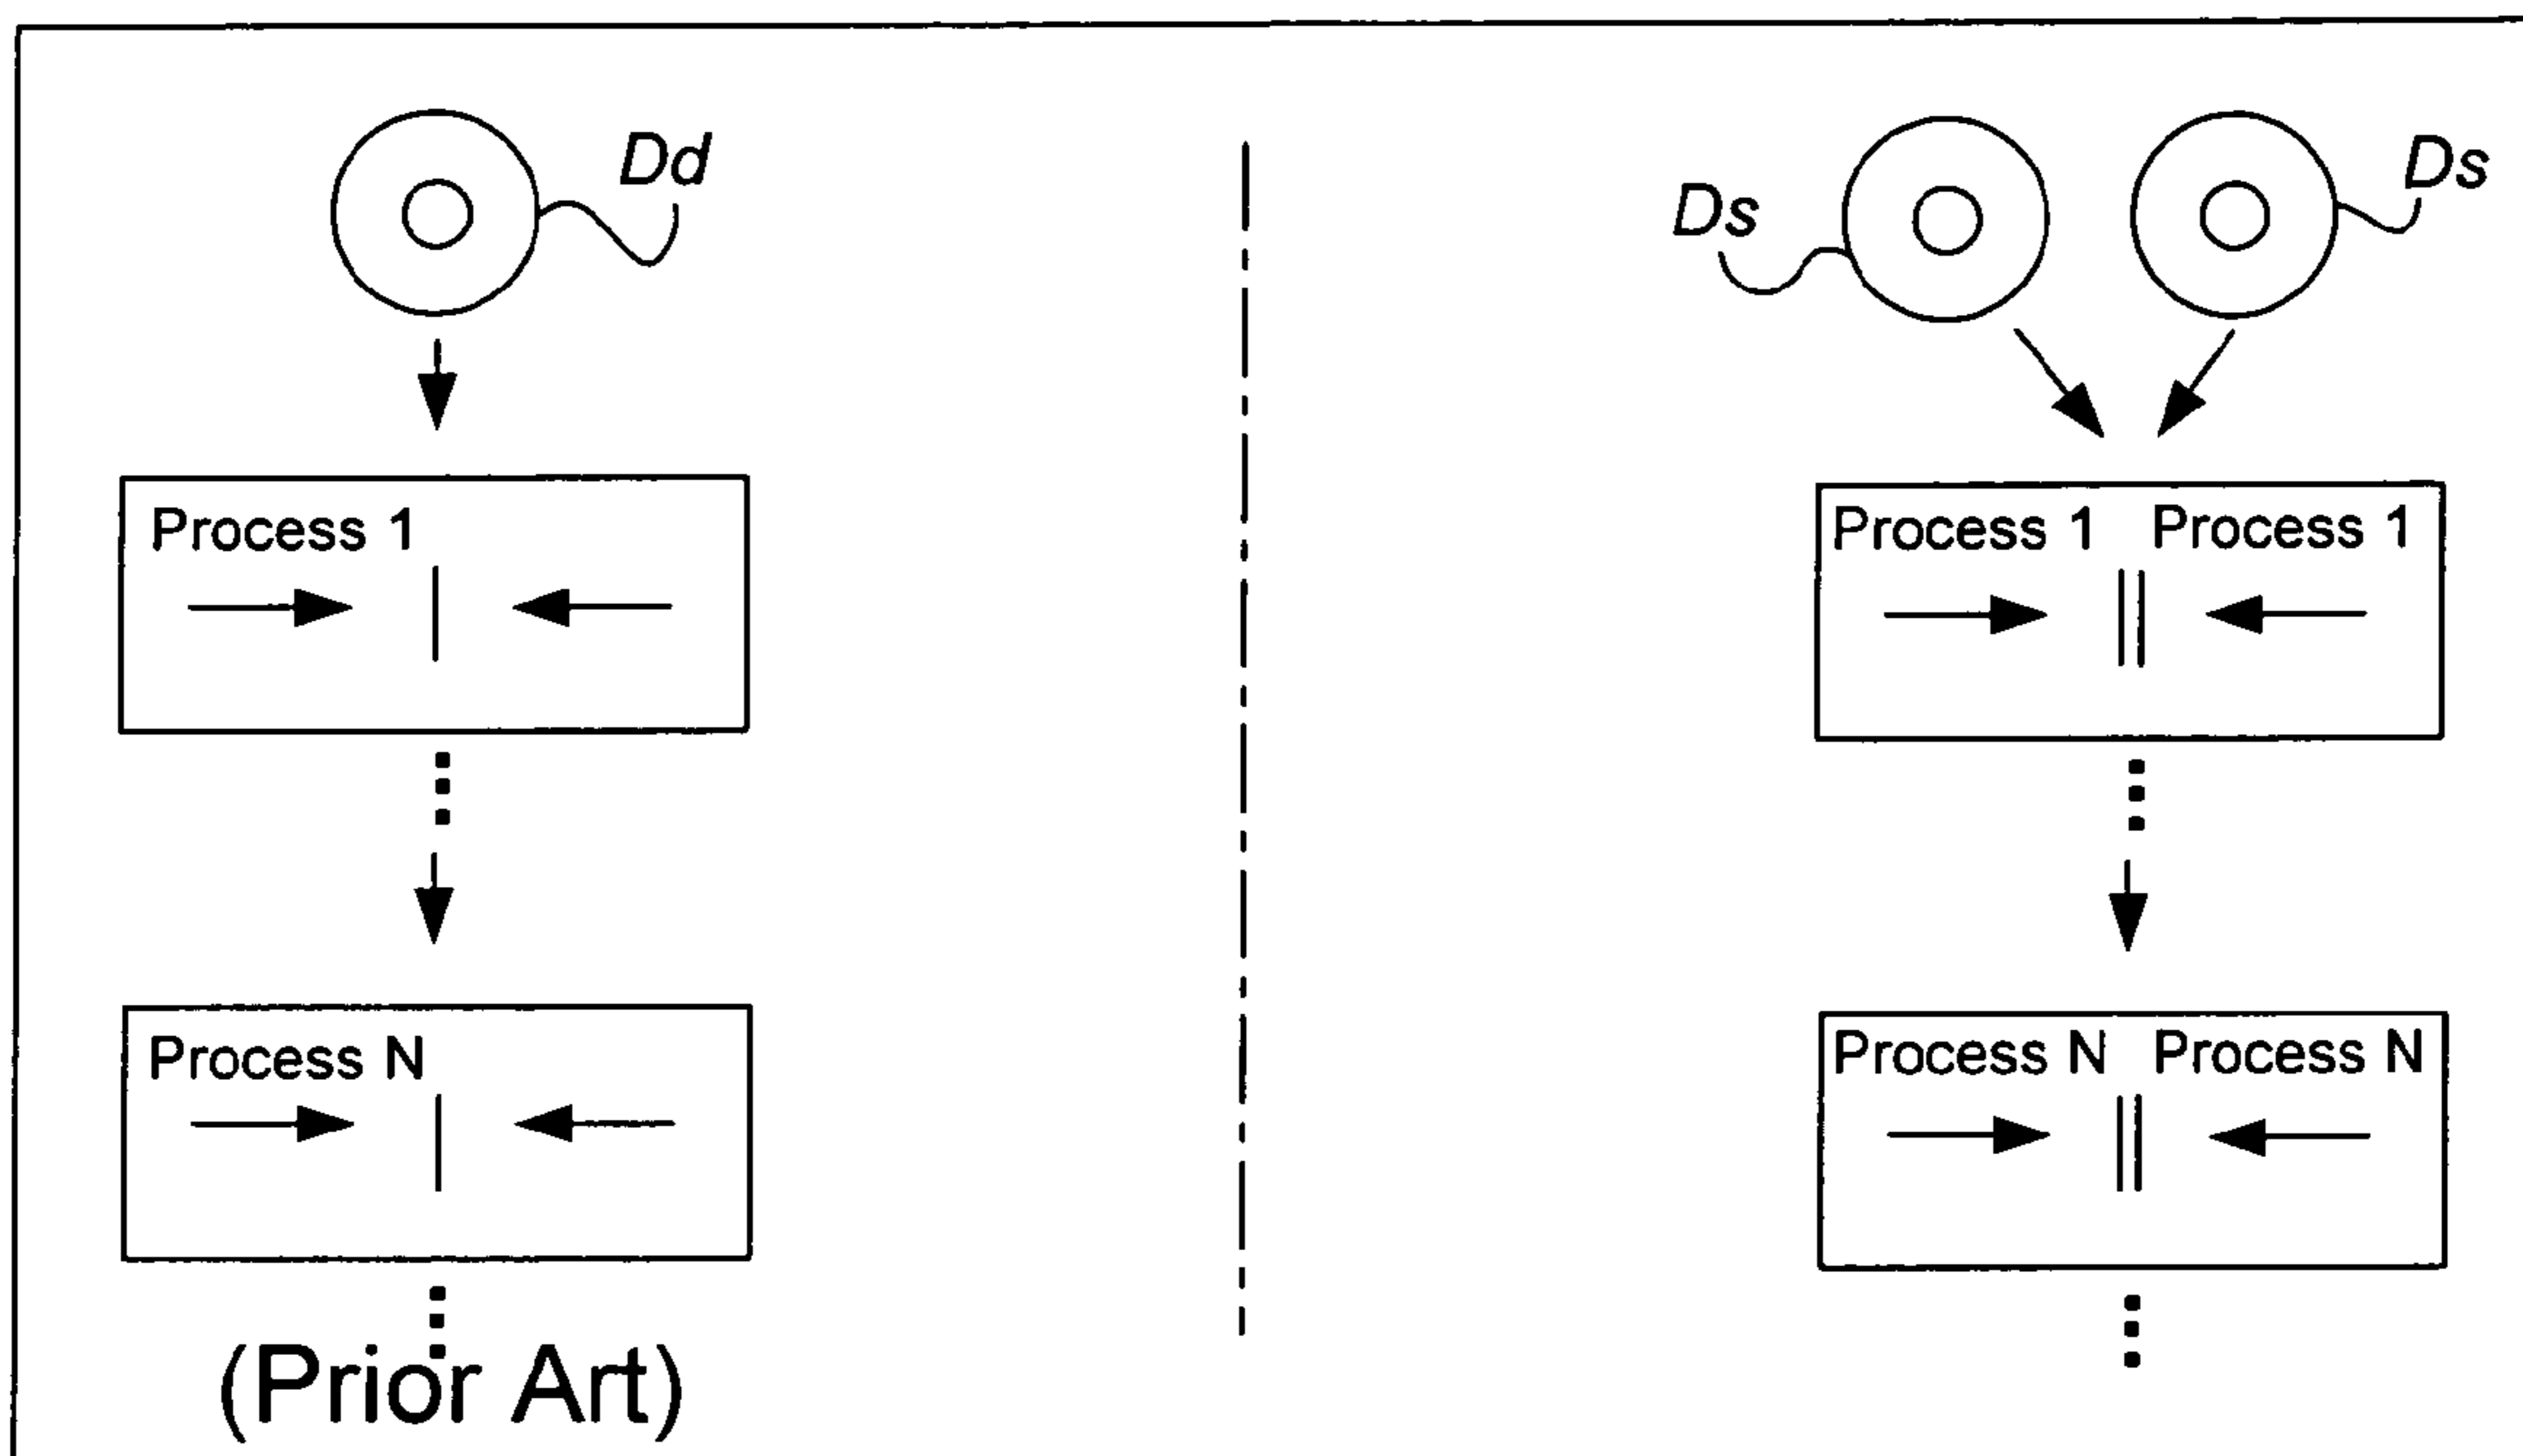 Dd
Process 1
Process N
(Prior Art)
Ds
Ds
Process 1 Process 1
Process N Process N